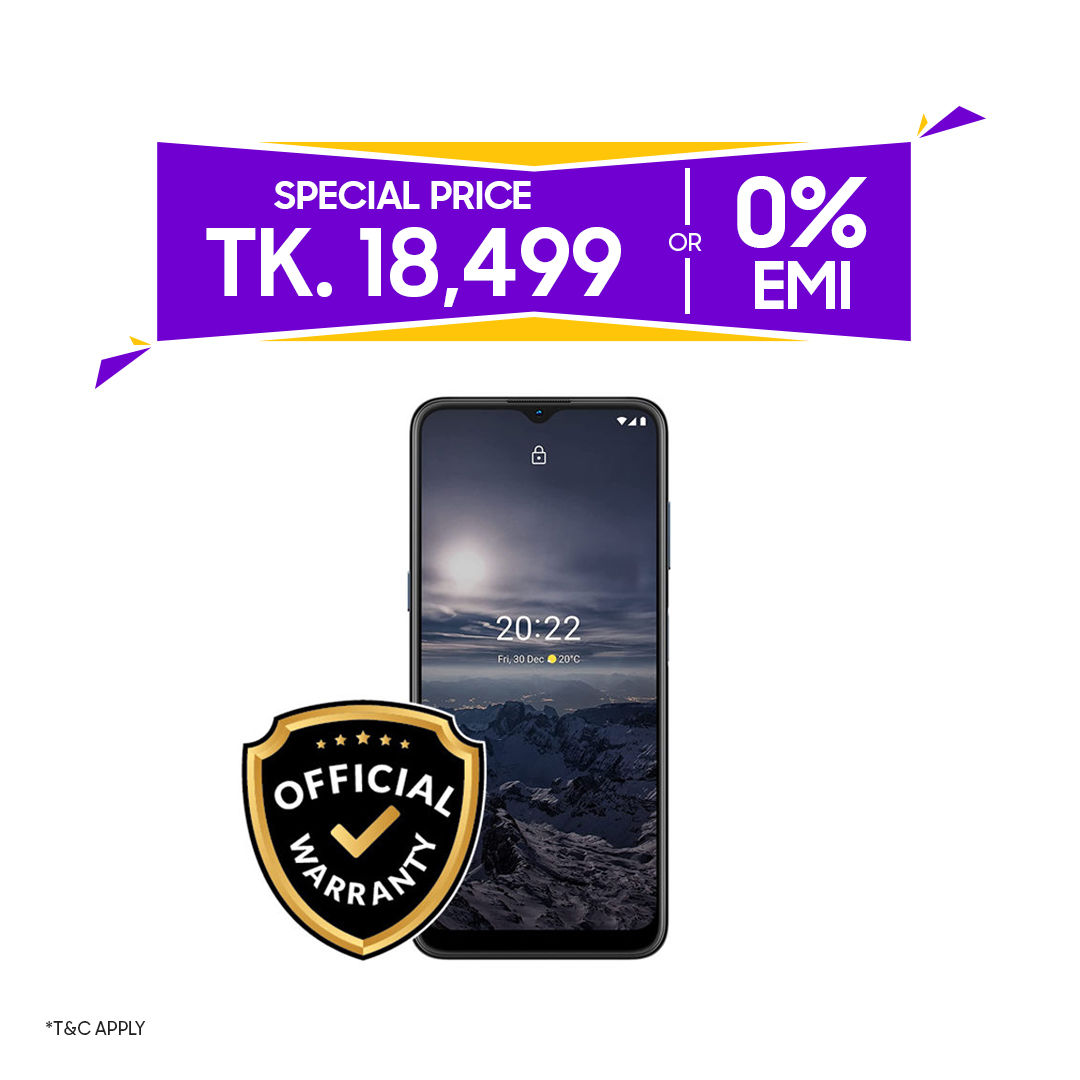 SPECIAL PRICE
TK. 18,499
OR
0%
EMI
20:22
Fri, 30 Dec 20°C
OFFICIAL
WARRANTY
*T&C APPLY